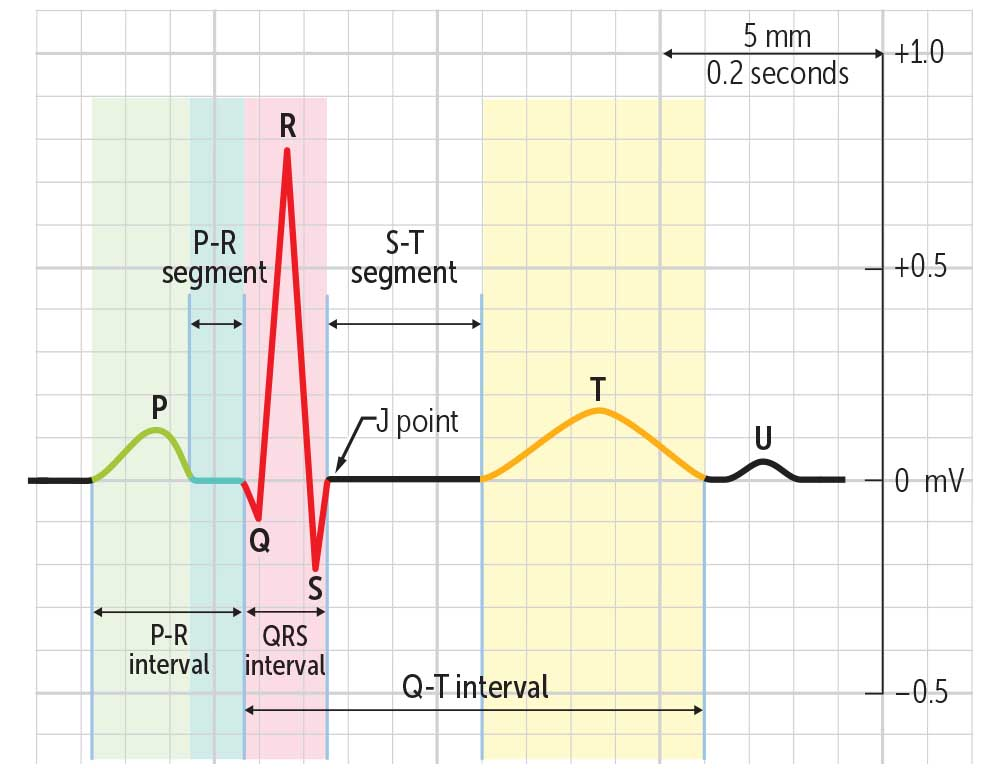 5 mm
0.2 seconds
+1.0
R
P-R
segment
S-T
segment
+0.5
P
J point
T
U
0 mV
Q
S
P-R
interval
QRS
interval
Q-T interval
−0.5